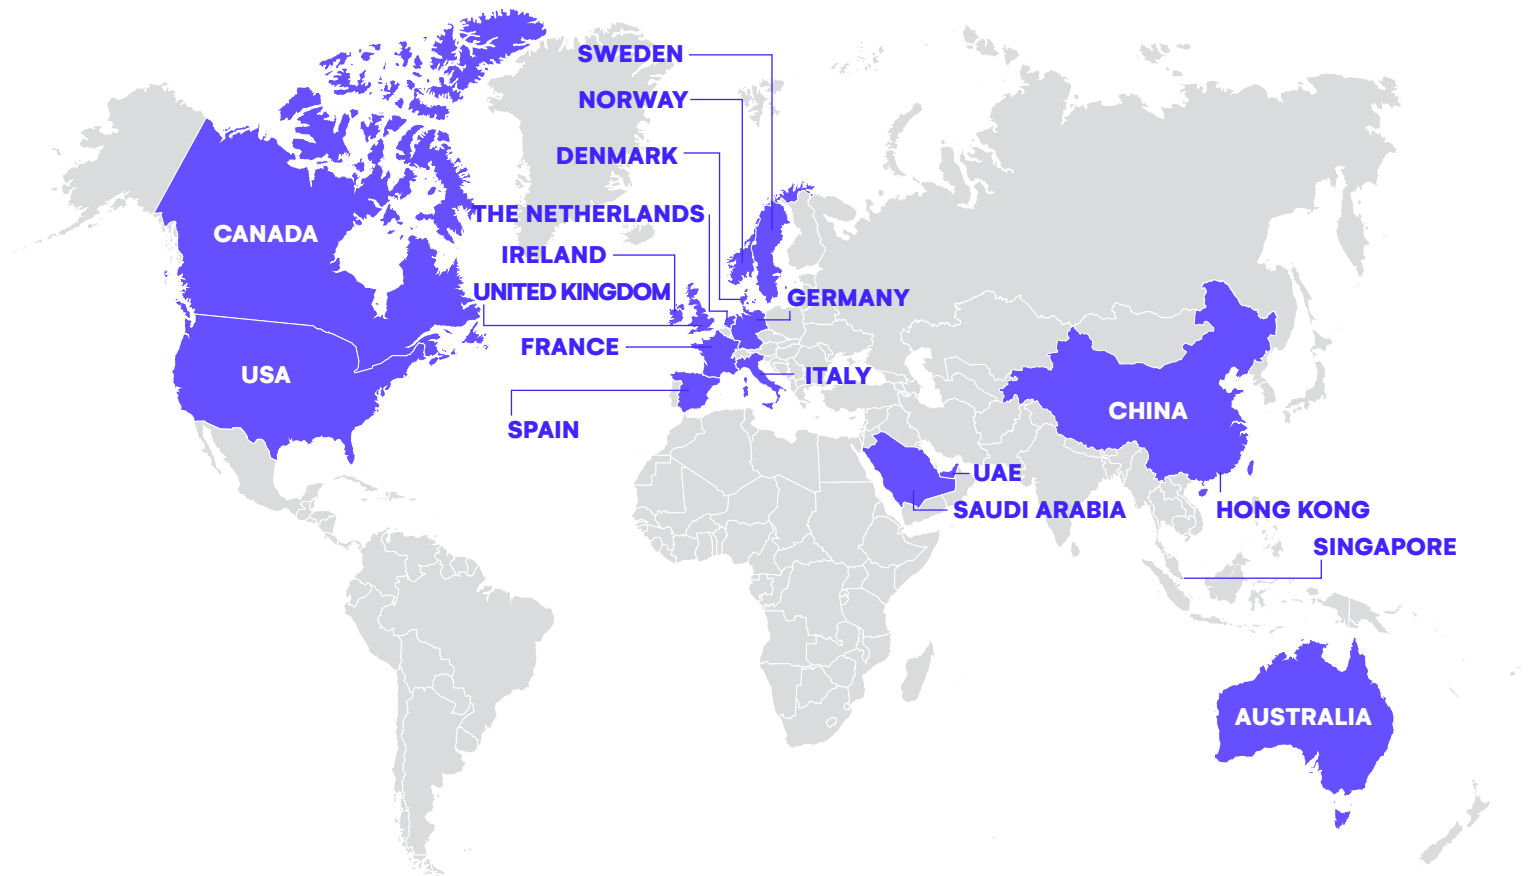 SWEDEN
NORWAY
DENMARK
THE NETHERLANDS
CANADA
IRELAND
UNITED KINGDOM
GERMANY
FRANCE
USA
ITALY
CHINA
SPAIN
UAE
SAUDI ARABIA
HONG KONG
SINGAPORE
AUSTRALIA